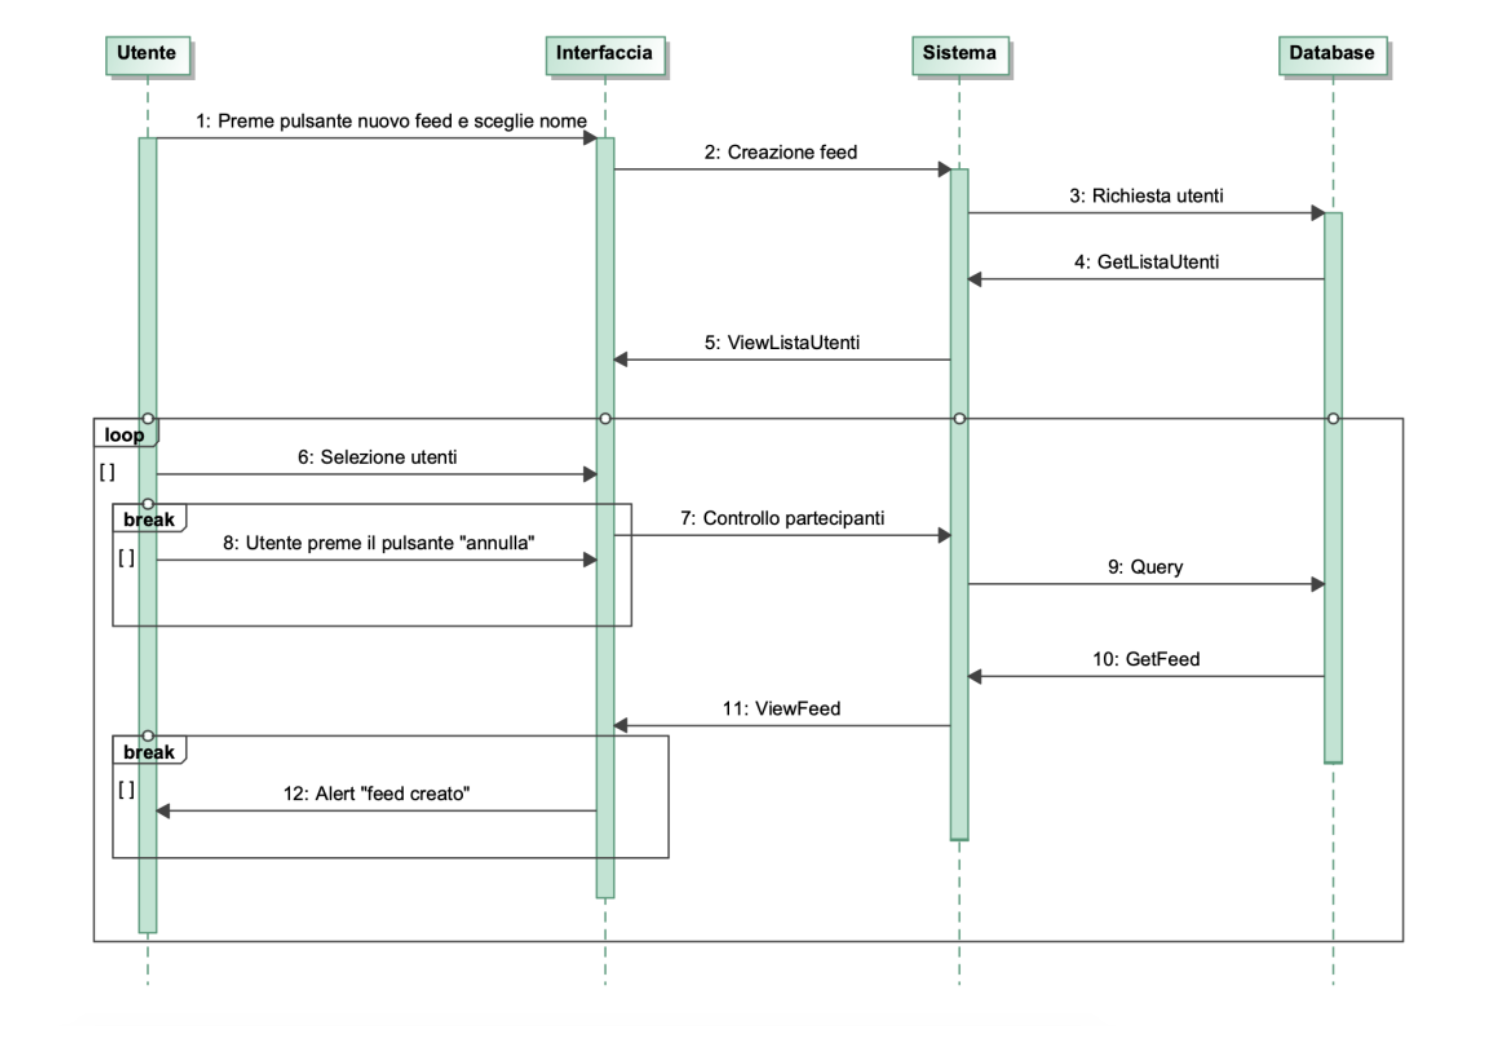 Utente
Interfaccia
Sistema
Database
1: Preme pulsante nuovo feed e sceglie nome
2: Creazione feed
3: Richiesta utenti
4: GetListaUtenti
5: ViewListaUtenti
loop
[ ]
6: Selezione utenti
break
[ ]
7: Controllo partecipanti
8: Utente preme il pulsante "annulla"
9: Query
10: GetFeed
11: ViewFeed
break
[ ]
12: Alert "feed creato"